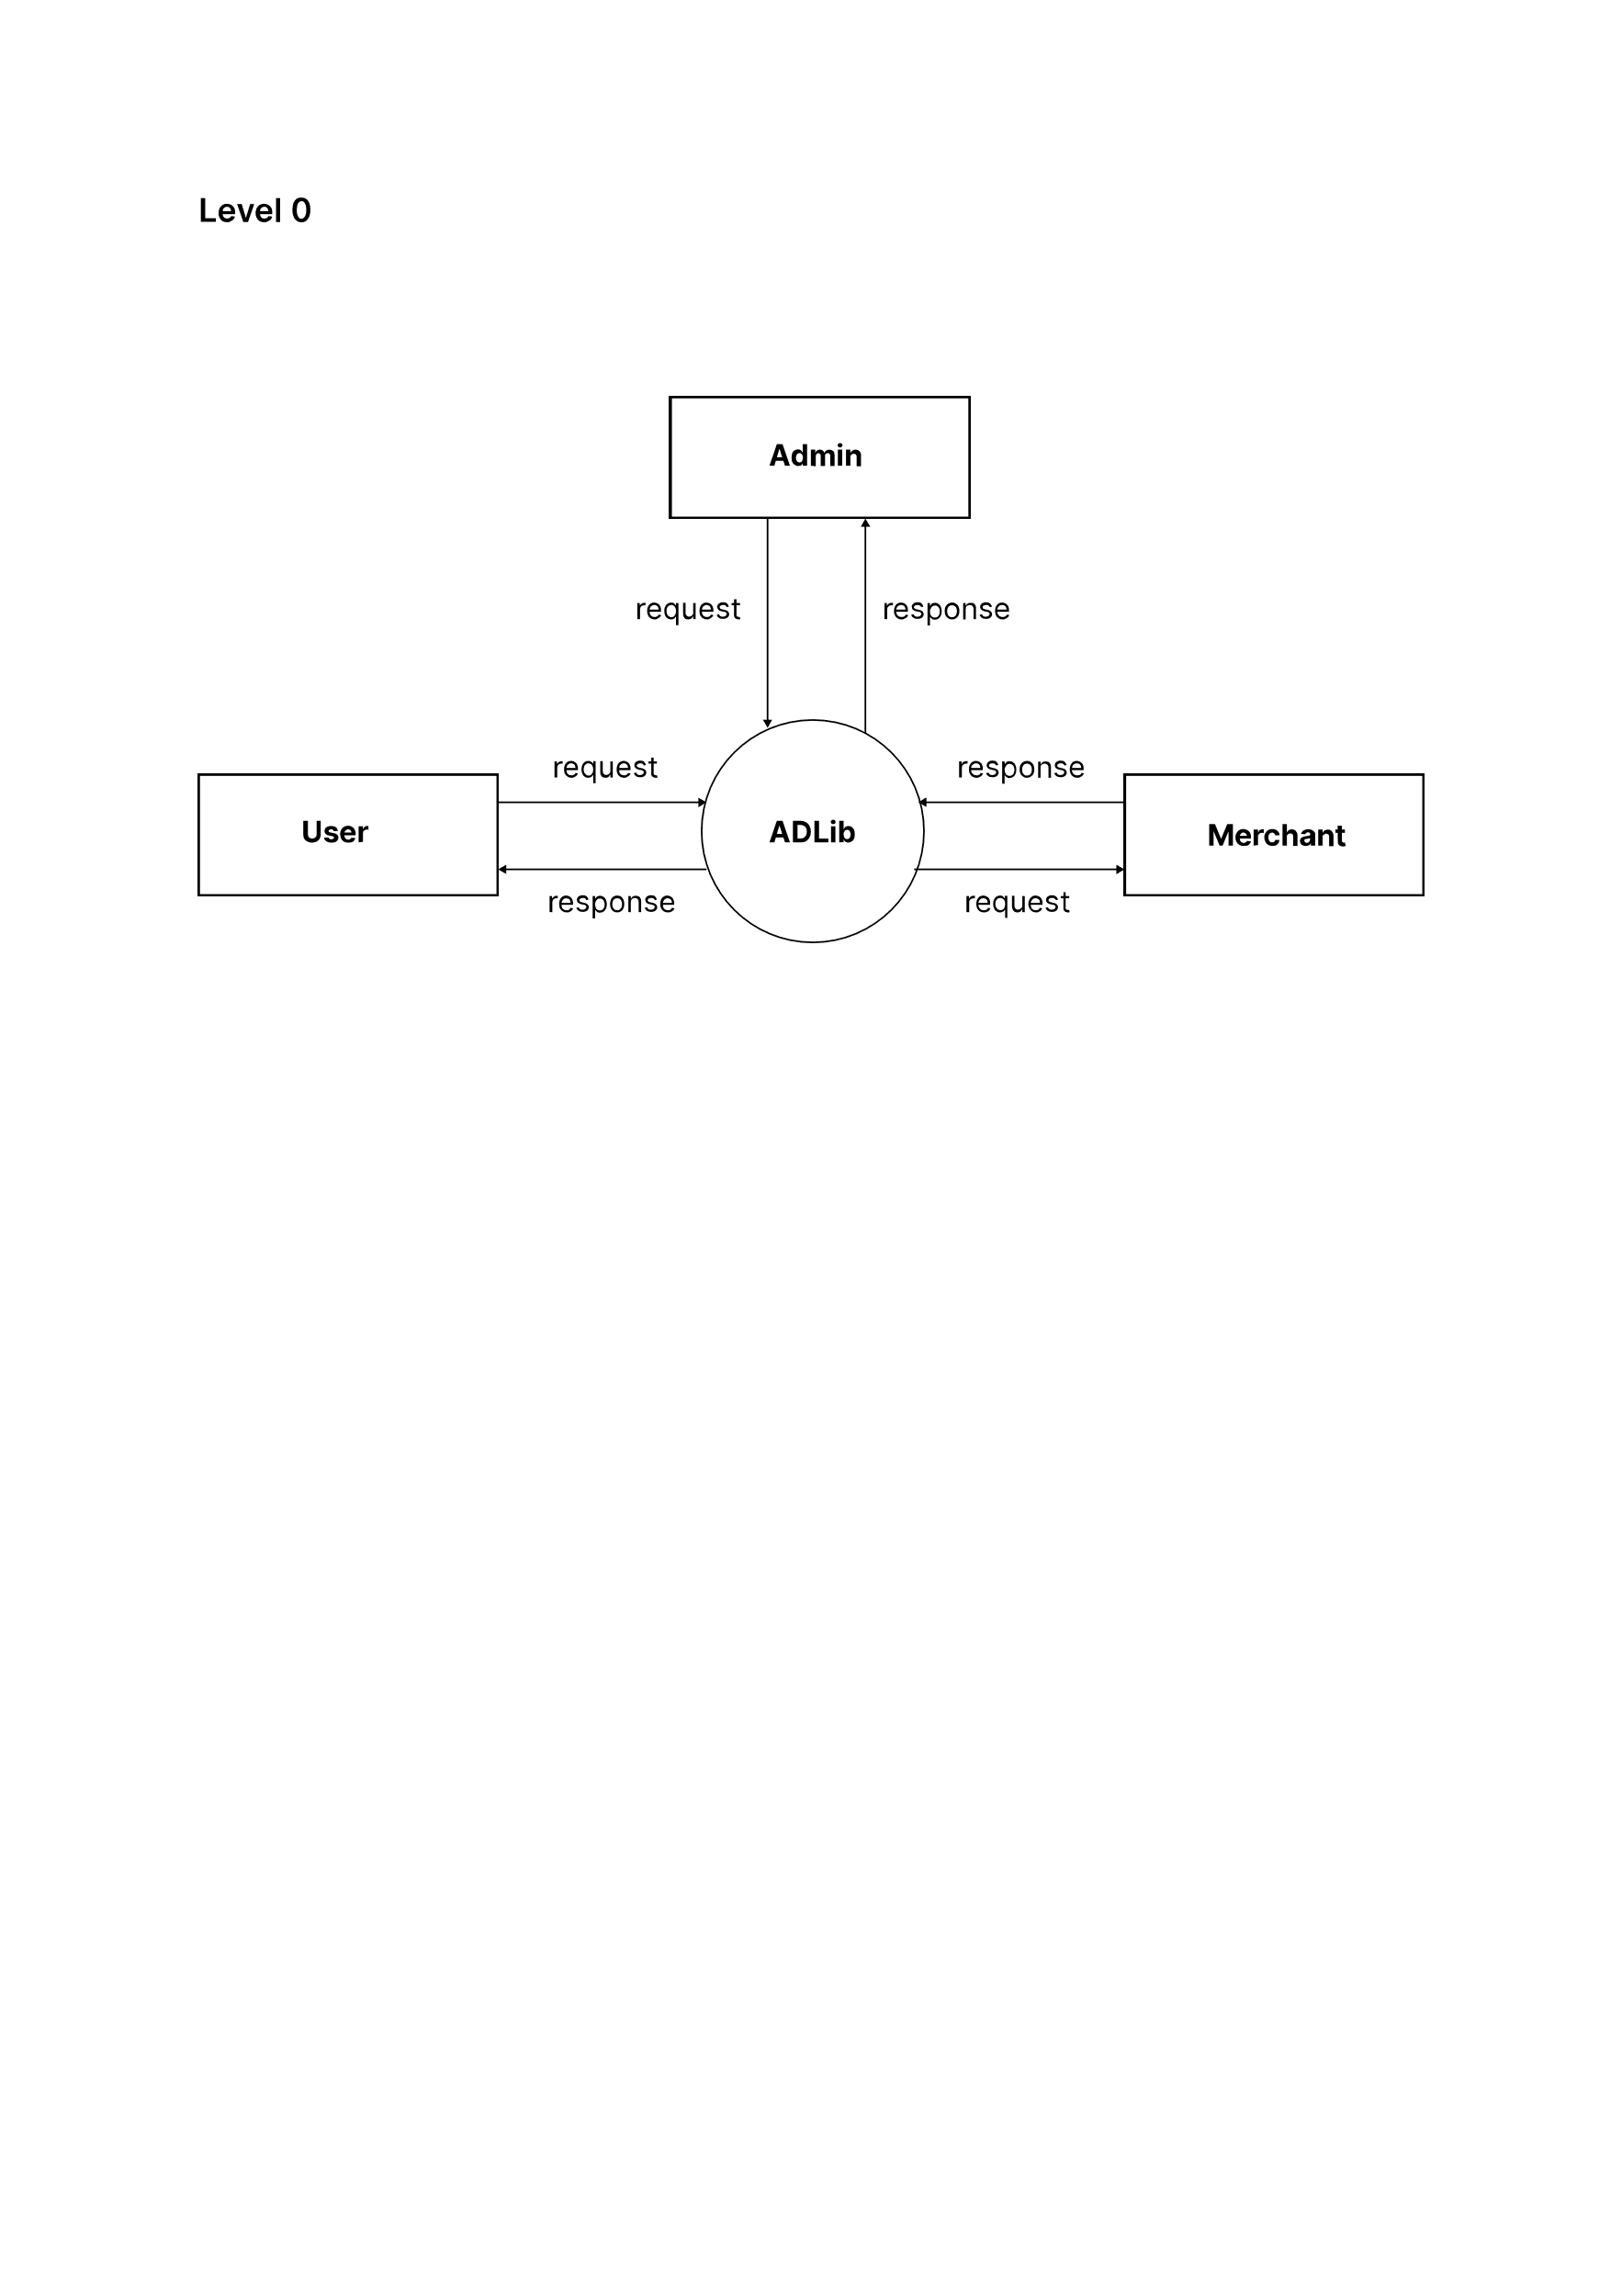 Level 0
Admin
request
response
request
response
User
ADLib
Merchant
response
request